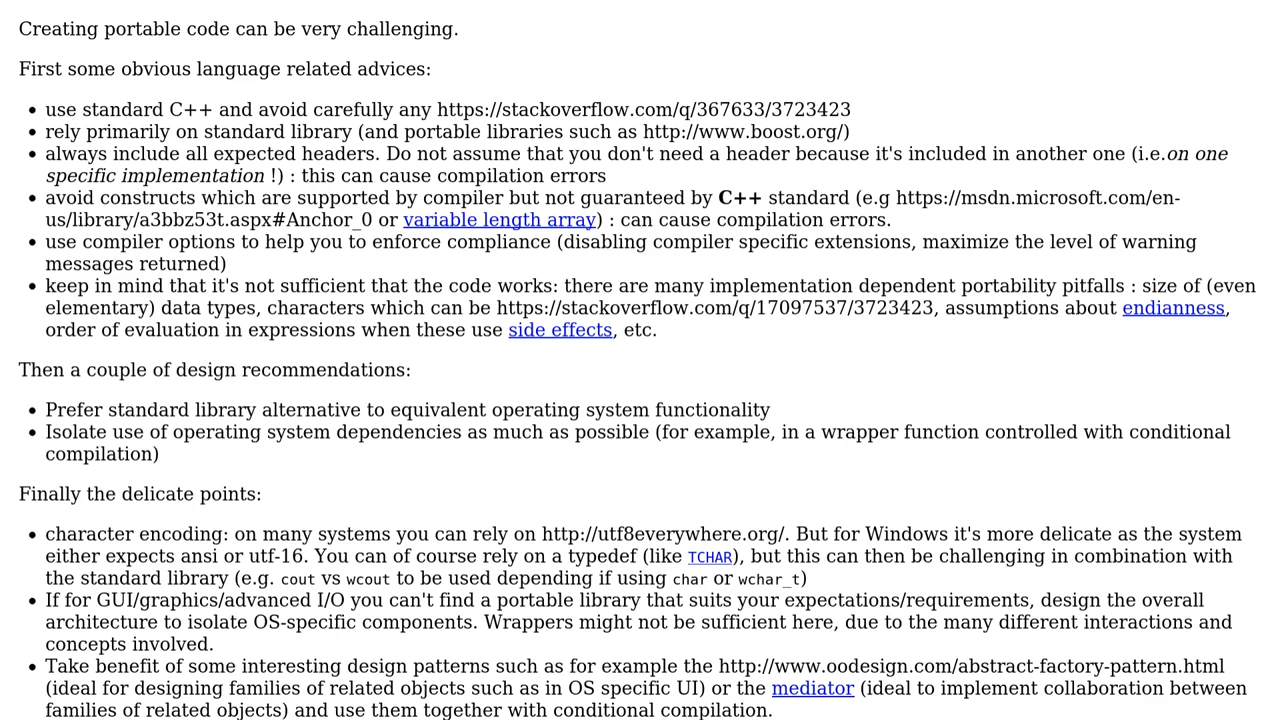 Creating portable code can be very challenging.
First some obvious language related advices:
• use standard C++ and avoid carefully any https://stackoverflow.com/q/367633/3723423
• rely primarily on standard library (and portable libraries such as http://www.boost.org/)
• always include all expected headers. Do not assume that you don't need a header because it's included in another one (i.e.on one
specific implementation !) : this can cause compilation errors
• avoid constructs which are supported by compiler but not guaranteed by C++ standard (e.g https://msdn.microsoft.com/en-
us/library/a3bbz53t.aspx#Anchor_0 or variable length array) : can cause compilation errors.
• use compiler options to help you to enforce compliance (disabling compiler specific extensions, maximize the level of warning
messages returned)
• keep in mind that it's not sufficient that the code works: there are many implementation dependent portability pitfalls : size of (even
elementary) data types, characters which can be https://stackoverflow.com/q/17097537/3723423, assumptions about endianness,
order of evaluation in expressions when these use side effects, etc.
Then a couple of design recommendations:
• Prefer standard library alternative to equivalent operating system functionality
• Isolate use of operating system dependencies as much as possible (for example, in a wrapper function controlled with conditional
compilation)
Finally the delicate points:
• character encoding: on many systems you can rely on http://utf8everywhere.org/. But for Windows it's more delicate as the system
either expects ansi or utf-16. You can of course rely on a typedef (like TCHAR), but this can then be challenging in combination with
the standard library (e.g. cout vs wcout to be used depending if using char or wchar_t)
• If for GUI/graphics/advanced I/O you can't find a portable library that suits your expectations/requirements, design the overall
architecture to isolate OS-specific components. Wrappers might not be sufficient here, due to the many different interactions and
concepts involved.
• Take benefit of some interesting design patterns such as for example the http://www.oodesign.com/abstract-factory-pattern.html
(ideal for designing families of related objects such as in OS specific UI) or the mediator (ideal to implement collaboration between
families of related objects) and use them together with conditional compilation.